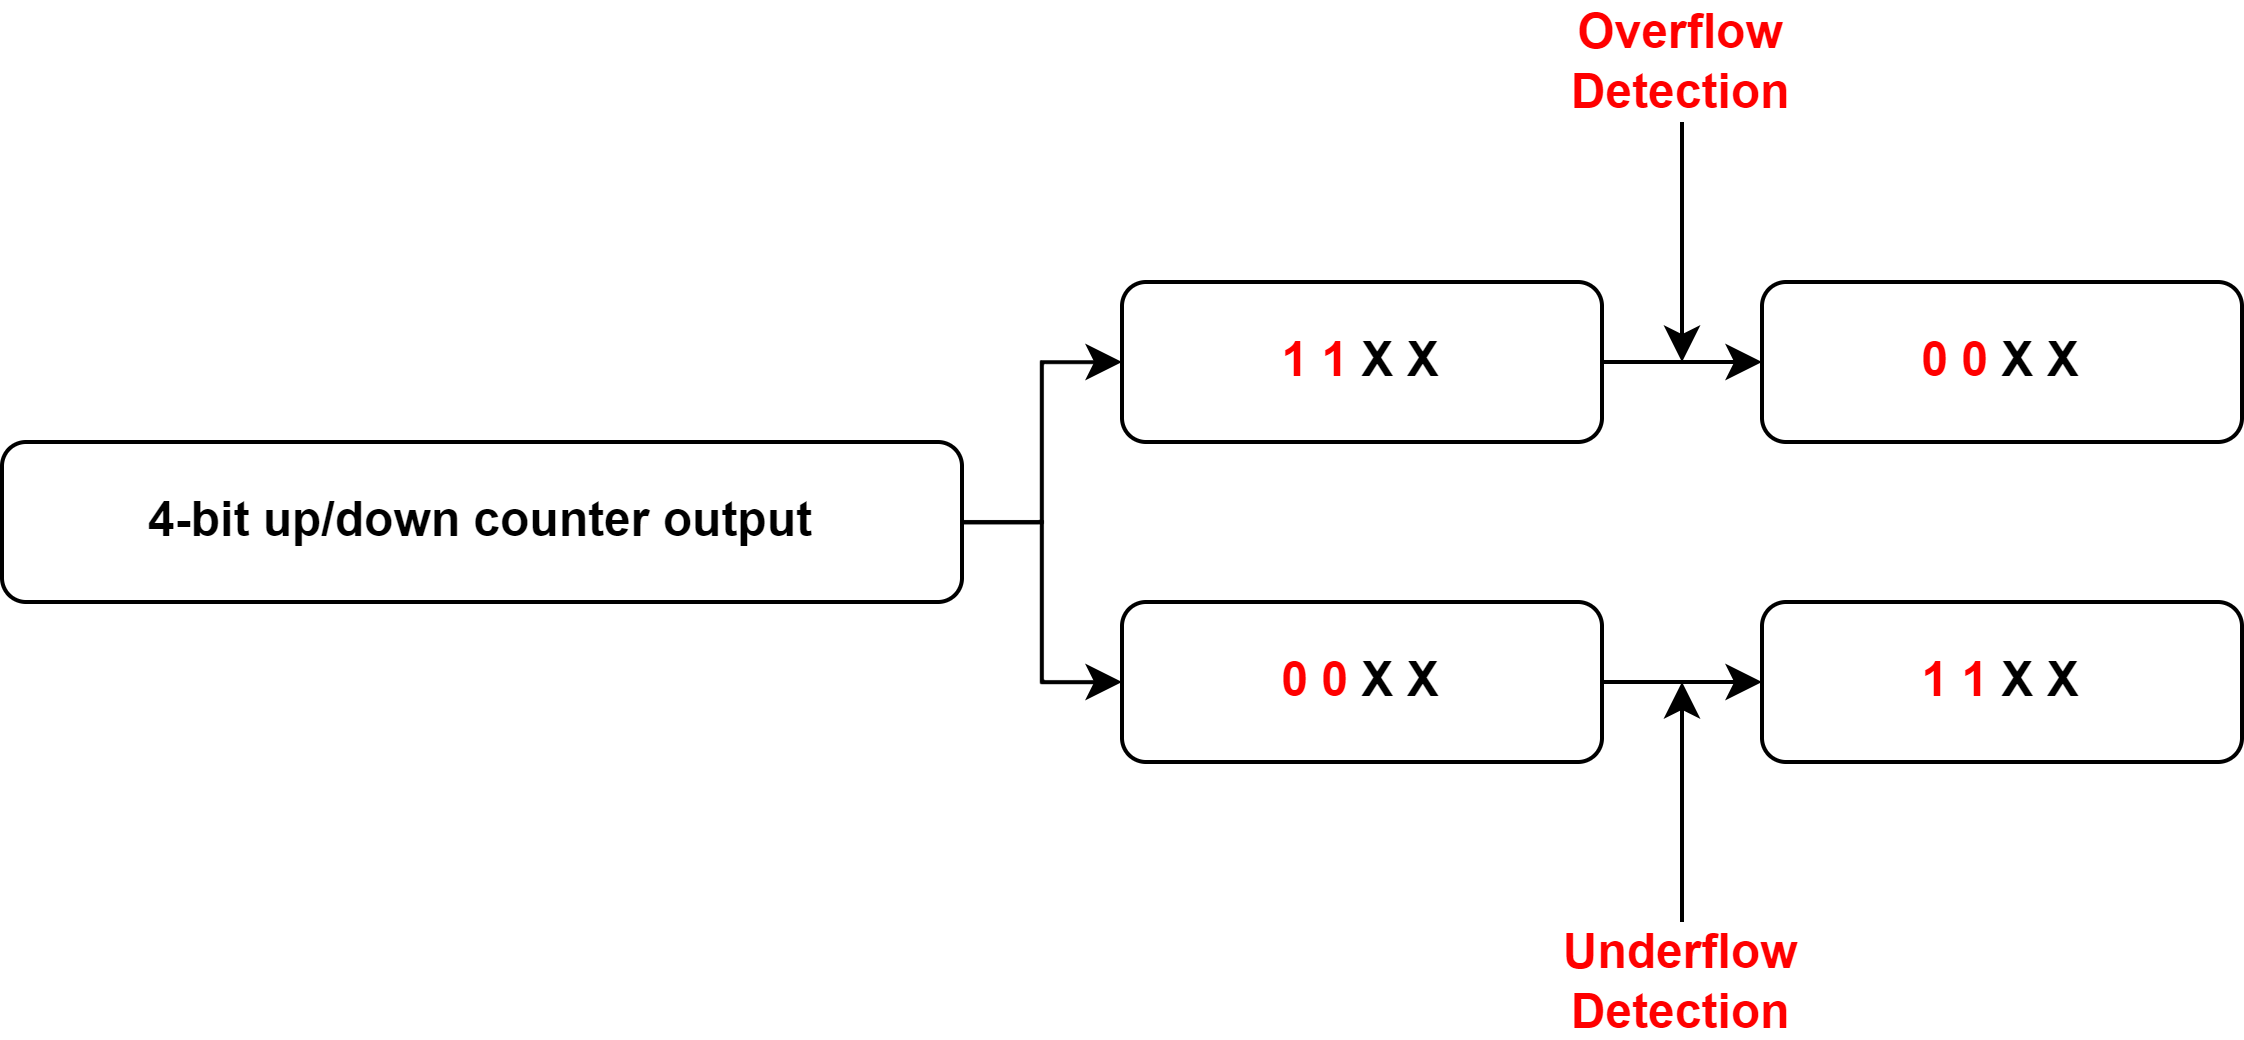 Overflow
Detection
1 1 X X
0 0 X X
4-bit up/down counter output
0 0 X X
1 1 X X
Underflow
Detection